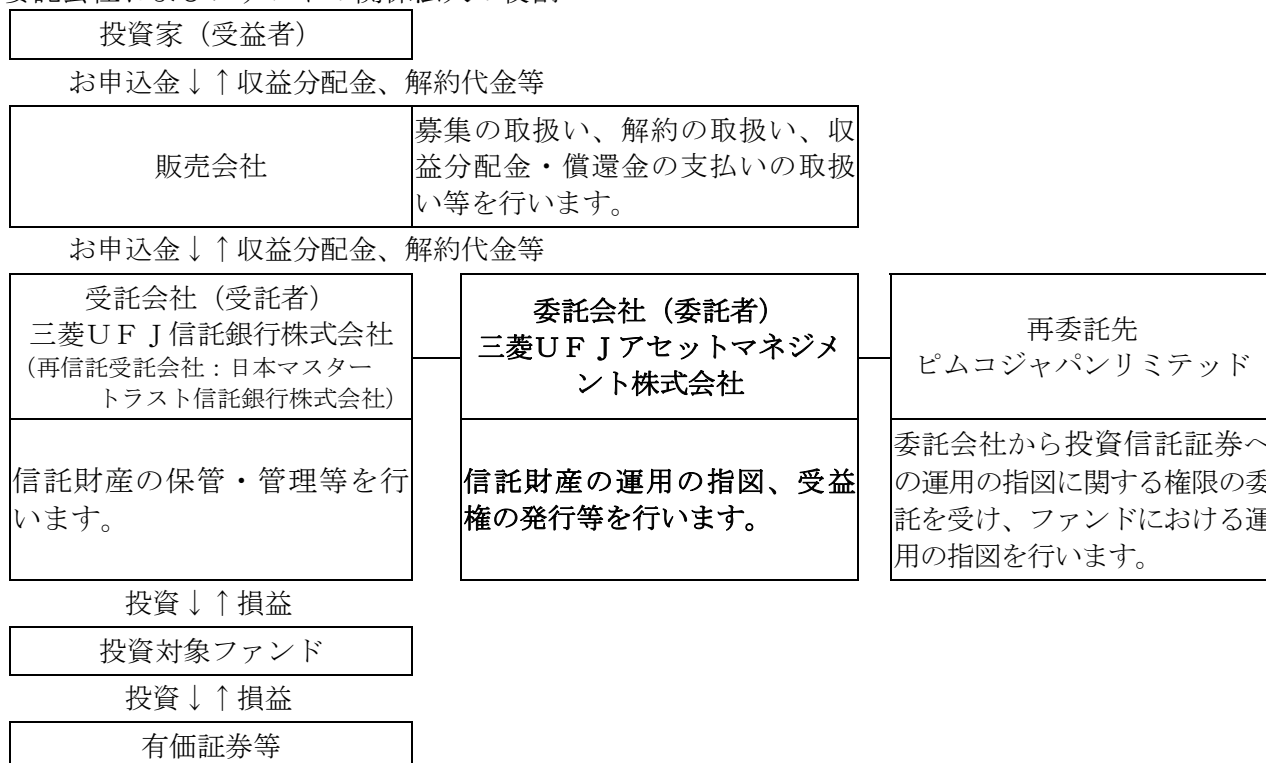 投資家（受益者）
お申込金↓↑収益分配金、解約代金等
販売会社
募集の取扱い、解約の取扱い、収
益分配金・償還金の支払いの取扱
い等を行います。
お申込金↓↑収益分配金、解約代金等
受託会社（受託者）
三菱ＵＦＪ信託銀行株式会社
（再信託受託会社：日本マスター
トラスト信託銀行株式会社）
委託会社（委託者）
三菱ＵＦＪアセットマネジメ
ント株式会社
再委託先
ピムコジャパンリミテッド
信託財産の保管・管理等を行
います。
信託財産の運用の指図、受益
権の発行等を行います。
委託会社から投資信託証券へ
の運用の指図に関する権限の委
託を受け、ファンドにおける運
用の指図を行います。
投資↓↑損益
投資対象ファンド
投資↓↑損益
有価証券等